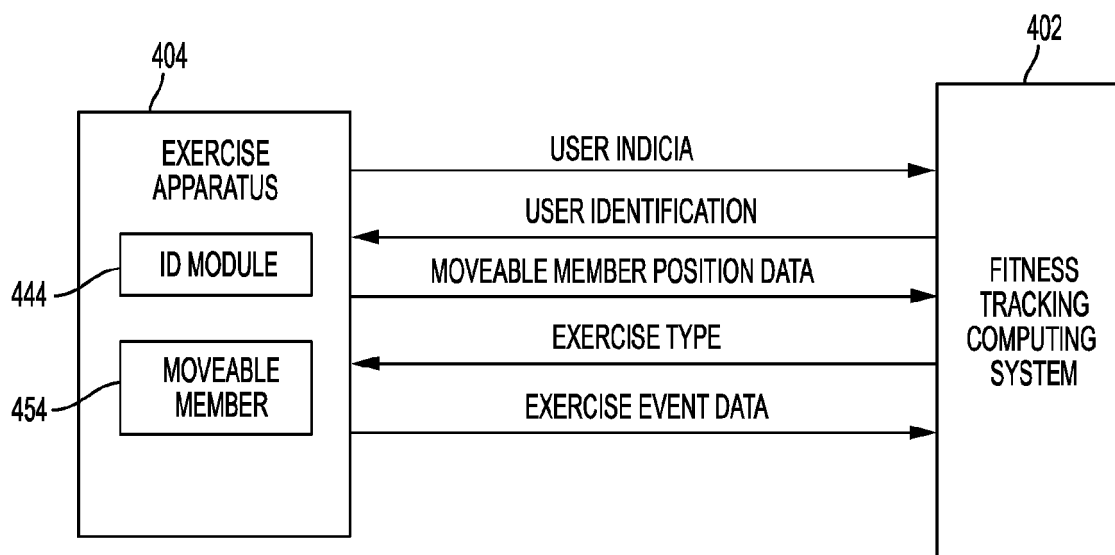 404
402
EXERCISE
APPARATUS
ID MODULE
444
MOVEABLE
MEMBER
454
USER INDICIA
USER IDENTIFICATION
MOVEABLE MEMBER POSITION DATA
EXERCISE TYPE
EXERCISE EVENT DATA
FITNESS
TRACKING
COMPUTING
SYSTEM